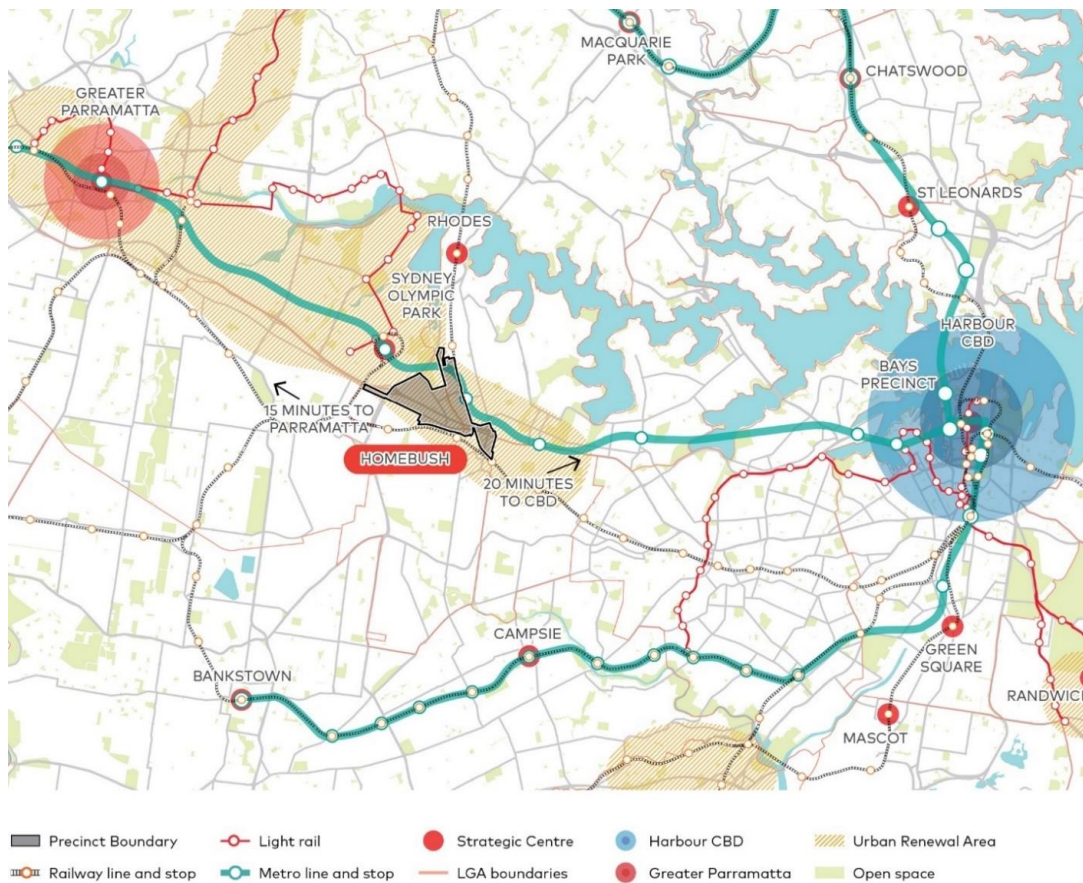 MACQUARIE
PARK
CHATSWOOD
GREATER
PARRAMATTA
ST LEONARDS
RHODES
SYDNEY
OLYMPIC
PARK
HARBOUR
CBD
BAYS
PRECINCT
15 MINUTES TO
PARRAMATTA
HOMEBUSH
20 MINUTES
TO CBD
CAMPSIE
BANKSTOWN
GREEN
SQUARE
RANDWICK
MASCOT
Precinct Boundary
Light rail
Strategic Centre
Harbour CBD
Urban Renewal Area
Railway line and stop
Metro line and stop
LGA boundaries
Greater Parramatta
Open space